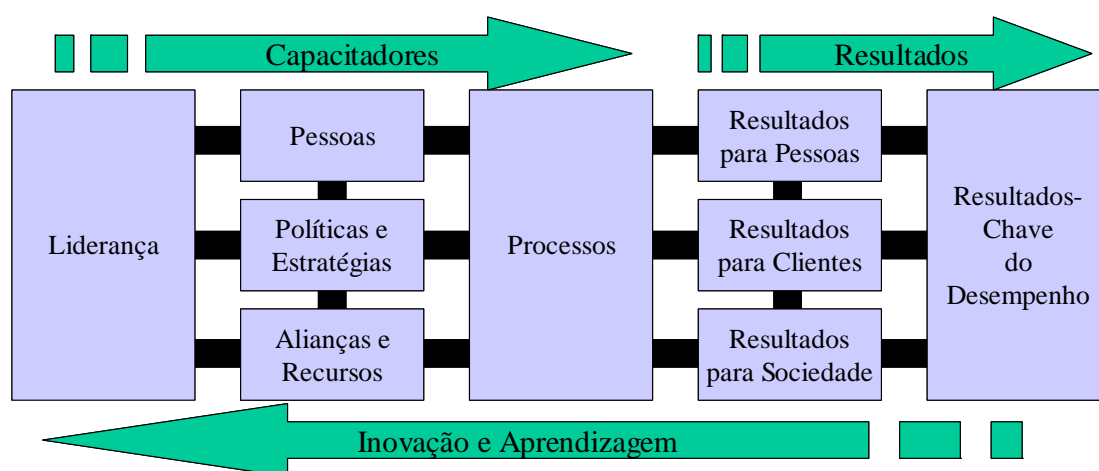 Capacitadores
Resultados
Liderança
Pessoas
Políticas e
Estratégias
Alianças e
Recursos
Processos
Resultados
para Pessoas
Resultados
para Clientes
Resultados
para Sociedade
Resultados-
Chave
do
Desempenho
Inovação e Aprendizagem